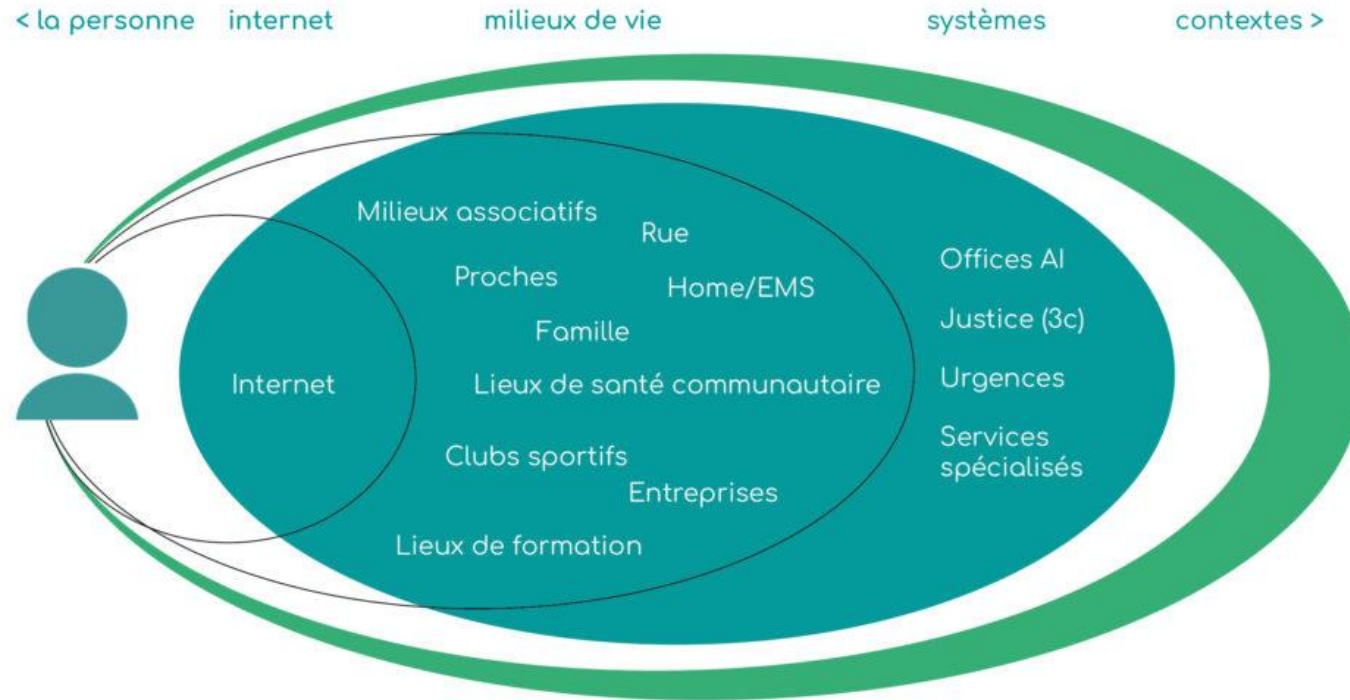 < la personne internet milieux de vie systèmes contextes >
Milieux associatifs
Rue
Proches
Home/EMS
Famille
Internet
Lieux de santé communautaire
Clubs sportifs
Entreprises
Lieux de formation
Offices AI
Justice (3c)
Urgences
Services
spécialisés